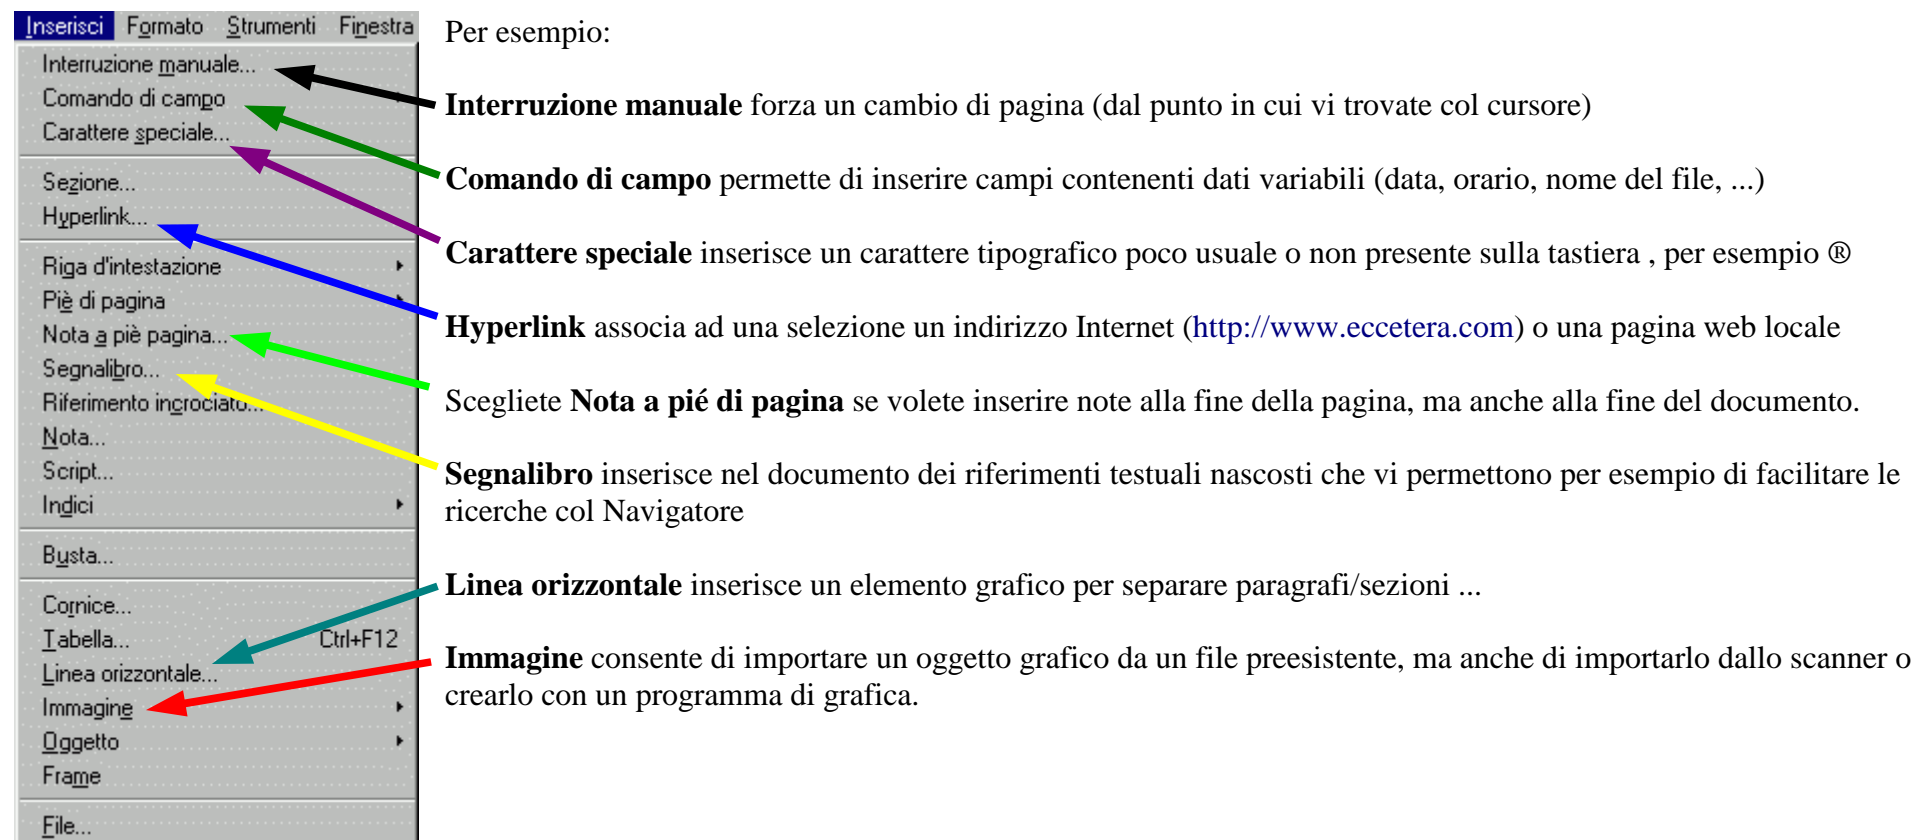 Inserisci Formato Strumenti Finestra
Interruzione manuale...
Comando di campo
Carattere speciale...
Sezione...
Hyperlink...
Riga d'intestazione
Piè di pagina
Nota a piè pagina...
Segnalibro...
Riferimento incrociato...
Nota...
Script...
Indici
Busta...
Cornice...
Tabella... Ctrl+F12
Linea orizzontale...
Immagine
Oggetto
Frame
File...
Per esempio:
Interruzione manuale forza un cambio di pagina (dal punto in cui vi trovate col cursore)
Comando di campo permette di inserire campi contenenti dati variabili (data, orario, nome del file, ...)
Carattere speciale inserisce un carattere tipografico poco usuale o non presente sulla tastiera , per esempio ®
Hyperlink associa ad una selezione un indirizzo Internet (http://www.eccetera.com) o una pagina web locale
Scegliete Nota a pié di pagina se volete inserire note alla fine della pagina, ma anche alla fine del documento.
Segnalibro inserisce nel documento dei riferimenti testuali nascosti che vi permettono per esempio di facilitare le
ricerche col Navigatore
Linea orizzontale inserisce un elemento grafico per separare paragrafi/sezioni ...
Immagine consente di importare un oggetto grafico da un file preesistente, ma anche di importarlo dallo scanner o
crearlo con un programma di grafica.